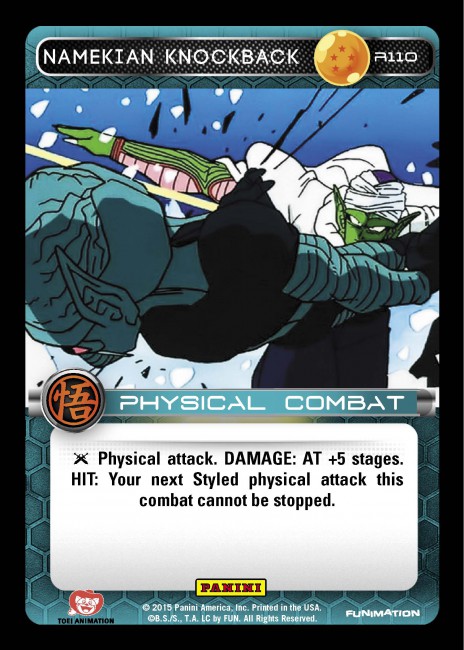 NAMEKIAN KNOCKBACK R110
悟 PHYSICAL COMBAT
Physical attack. DAMAGE: AT +5 stages.
HIT: Your next Styled physical attack this
combat cannot be stopped.
PANINI
TOEI ANIMATION
© 2015 Panini America, Inc. Printed in the USA.
©B.S./S., T.A. LC by FUN. All Rights Reserved.
FUNIMATION